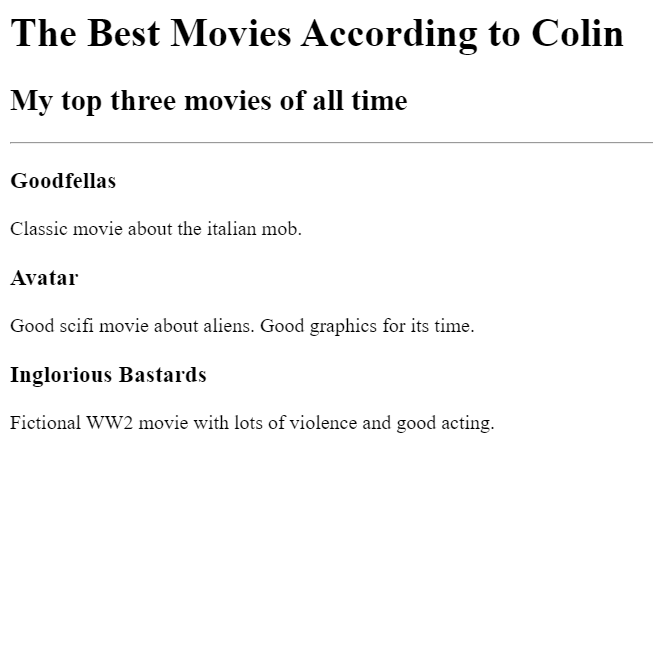 The Best Movies According to Colin
My top three movies of all time
Goodfellas
Classic movie about the italian mob.
Avatar
Good scifi movie about aliens. Good graphics for its time.
Inglorious Bastards
Fictional WW2 movie with lots of violence and good acting.